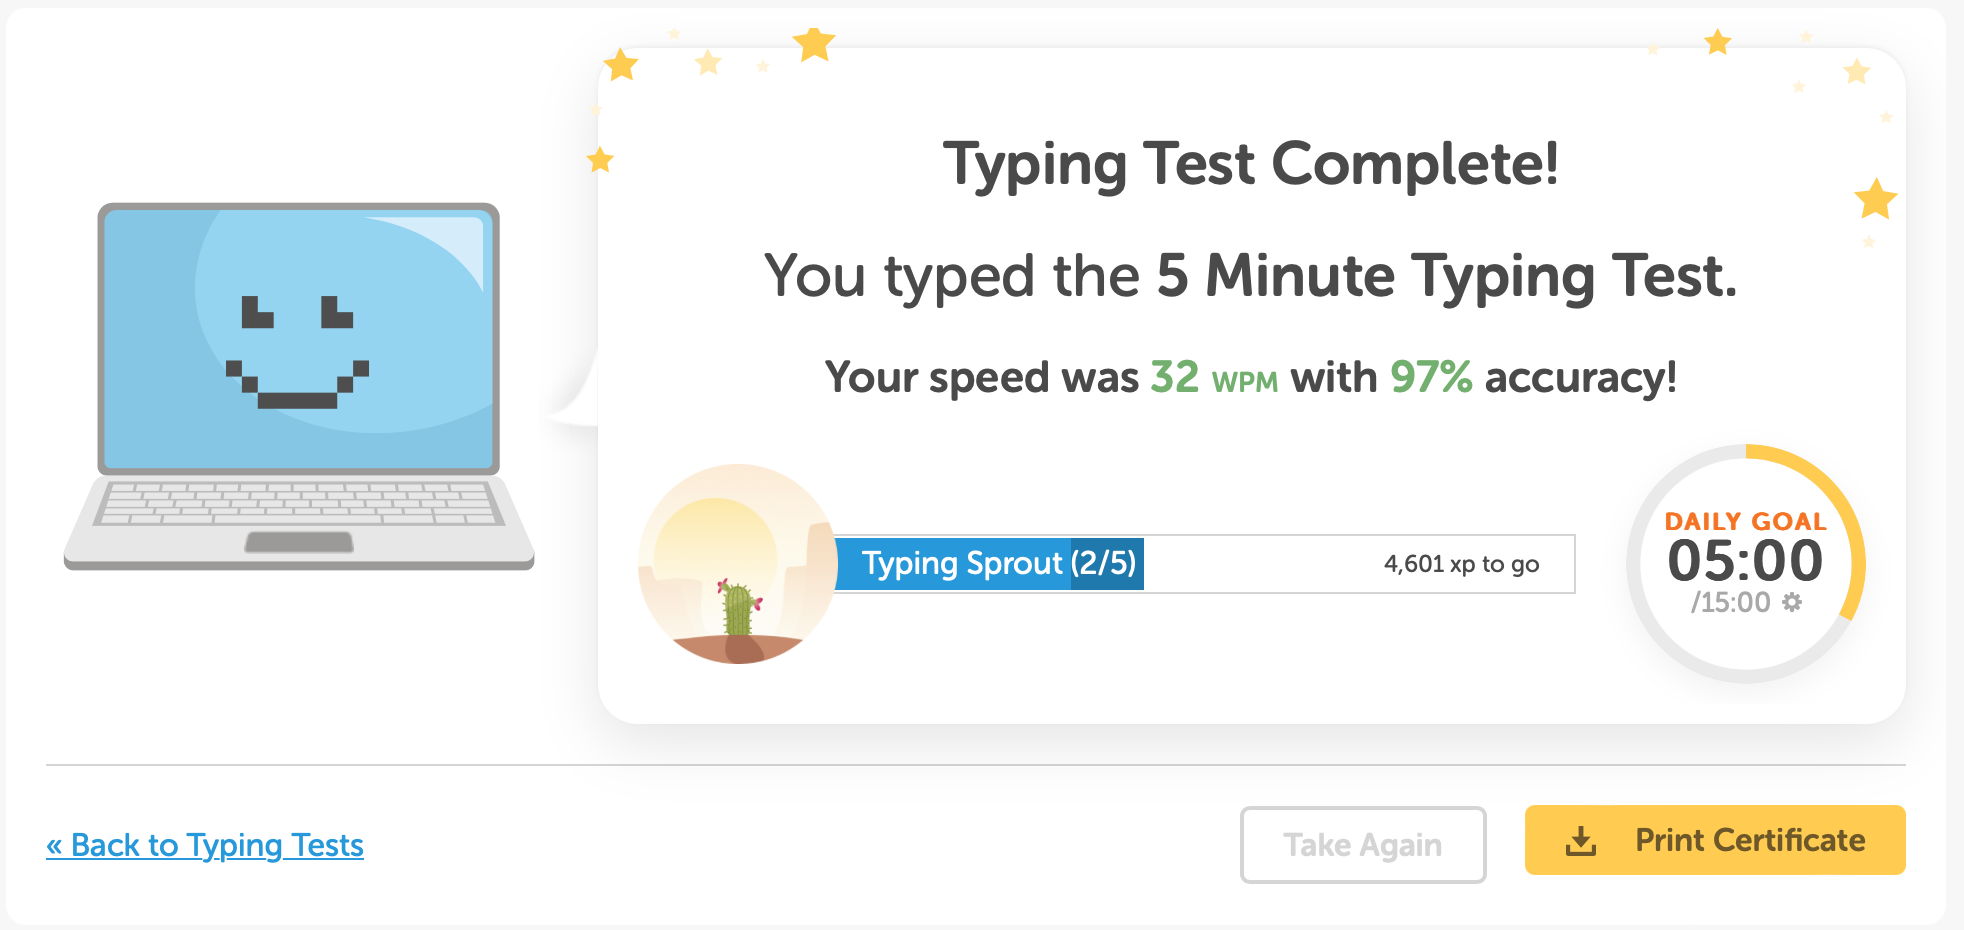 Typing Test Complete!
You typed the 5 Minute Typing Test.
Your speed was 32 WPM with 97% accuracy!
Typing Sprout (2/5)
4,601 xp to go
DAILY GOAL
05:00
/15:00
« Back to Typing Tests
Take Again
Print Certificate